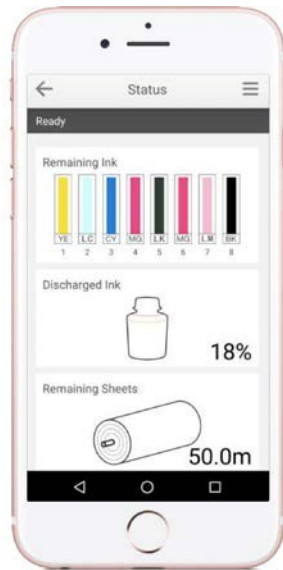 Status
Ready
Remaining Ink
YE LC CY MG LK MG LM BK
1 2 3 4 5 6 7 8
Discharged Ink
18%
Remaining Sheets
50.0m